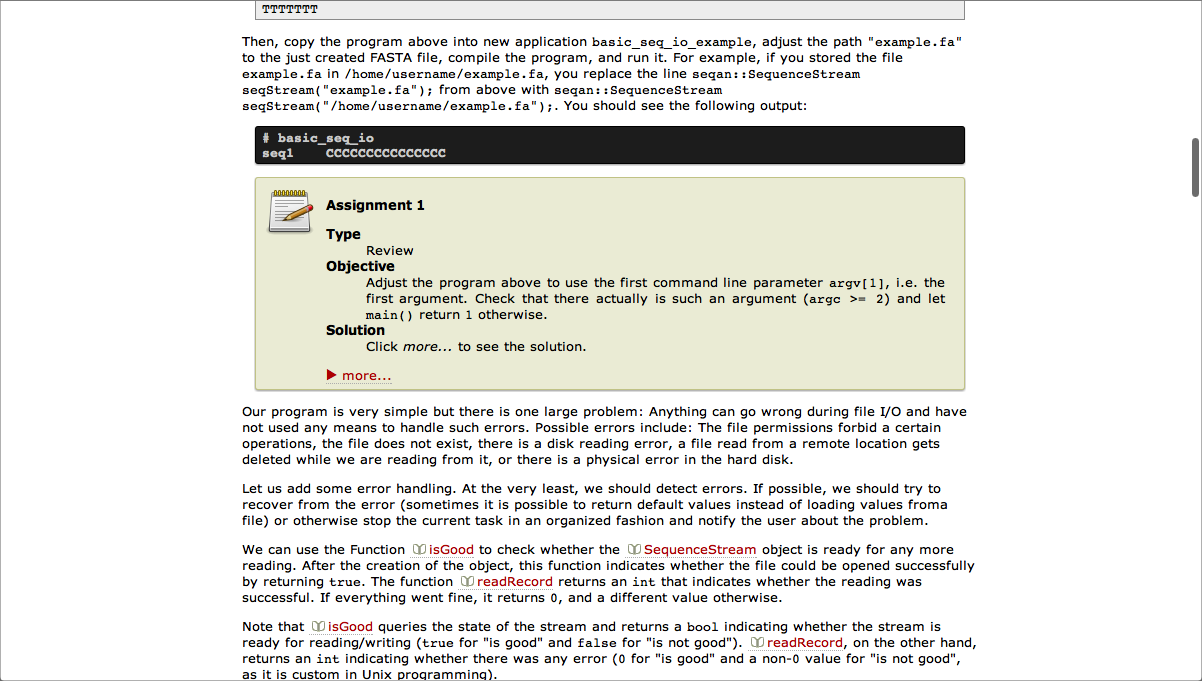 TTTTTTT
Then, copy the program above into new application basic_seq_io_example, adjust the path "example.fa"
to the just created FASTA file, compile the program, and run it. For example, if you stored the file
example.fa in /home/username/example.fa, you replace the line seqan::SequenceStream
seqStream("example.fa"); from above with seqan::SequenceStream
seqStream("/home/username/example.fa");. You should see the following output:
# basic_seq_io
seq1    CCCCCCCCCCCCCCC
Assignment 1
Type
Review
Objective
Adjust the program above to use the first command line parameter argv[1], i.e. the
first argument. Check that there actually is such an argument (argc >= 2) and let
main() return 1 otherwise.
Solution
Click more... to see the solution.
▶ more...
Our program is very simple but there is one large problem: Anything can go wrong during file I/O and have
not used any means to handle such errors. Possible errors include: The file permissions forbid a certain
operations, the file does not exist, there is a disk reading error, a file read from a remote location gets
deleted while we are reading from it, or there is a physical error in the hard disk.
Let us add some error handling. At the very least, we should detect errors. If possible, we should try to
recover from the error (sometimes it is possible to return default values instead of loading values froma
file) or otherwise stop the current task in an organized fashion and notify the user about the problem.
We can use the Function isGood to check whether the SequenceStream object is ready for any more
reading. After the creation of the object, this function indicates whether the file could be opened successfully
by returning true. The function readRecord returns an int that indicates whether the reading was
successful. If everything went fine, it returns 0, and a different value otherwise.
Note that isGood queries the state of the stream and returns a bool indicating whether the stream is
ready for reading/writing (true for "is good" and false for "is not good"). readRecord, on the other hand,
returns an int indicating whether there was any error (0 for "is good" and a non-0 value for "is not good",
as it is custom in Unix programming).